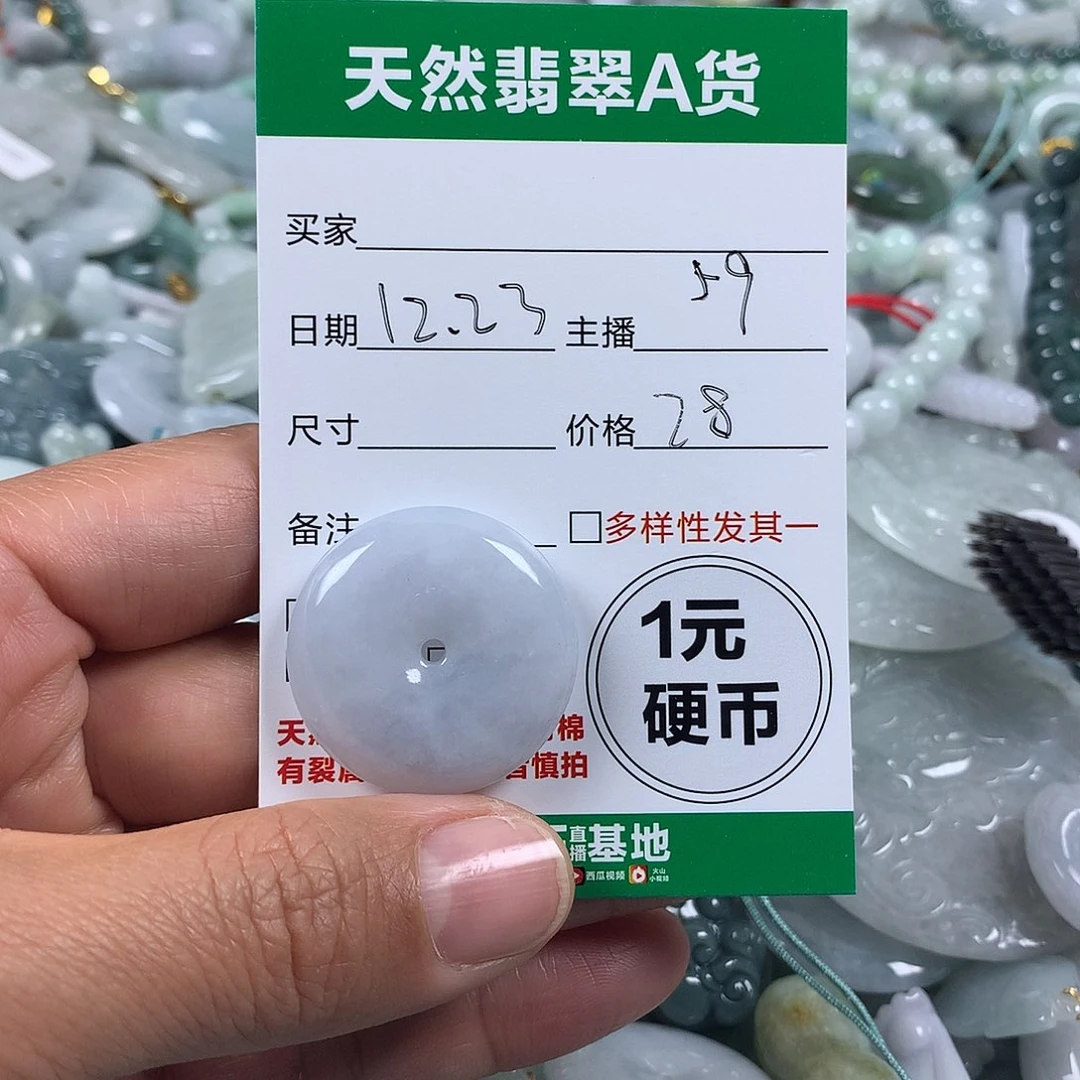 天然翡翠A货
买家
日期 12.23 主播 59
尺寸 价格 28
备注 □多样性发其一
1元
硬币
天 棉
有裂 慎拍
直播基地
西瓜视频 火山小视频